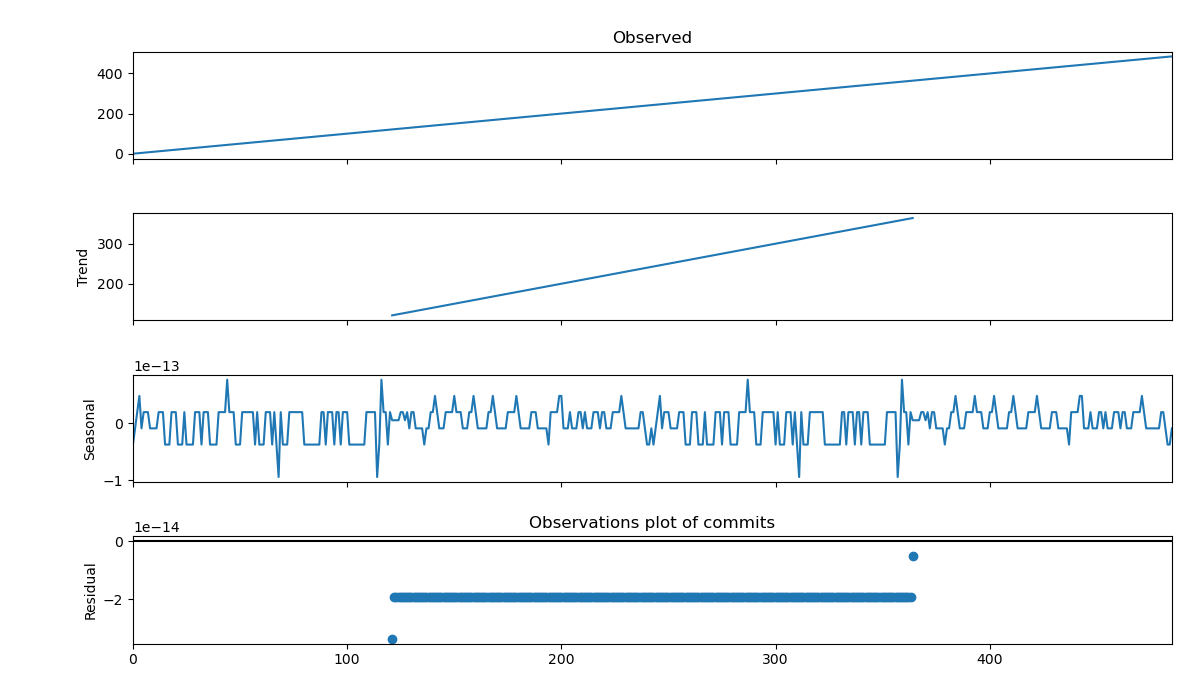 Observed
400
200
0
Trend
300
200
1e−13
Seasonal
0
−1
Observations plot of commits
1e−14
Residual
0
−2
0 100 200 300 400